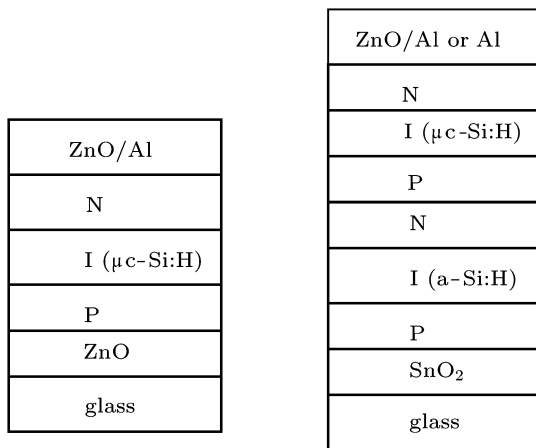 ZnO/Al
N
I (μc-Si:H)
P
ZnO
glass
ZnO/Al or Al
N
I (μc-Si:H)
P
N
I (a-Si:H)
P
SnO₂
glass